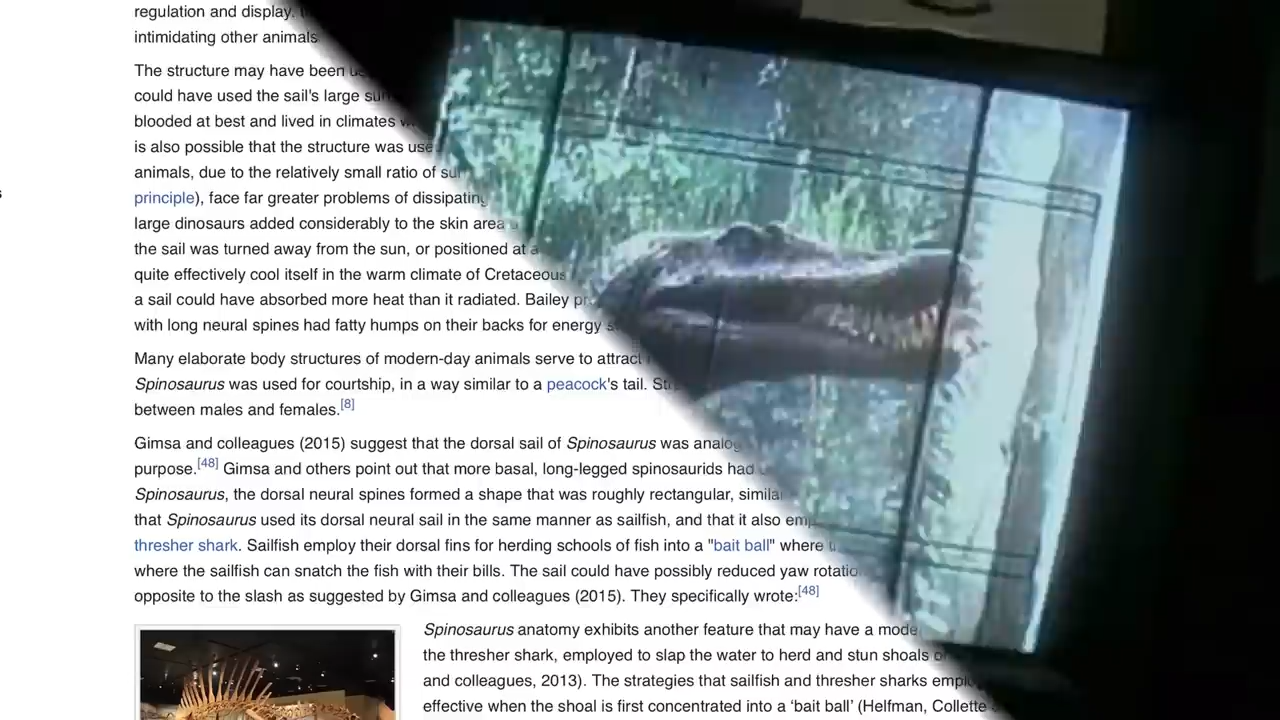 regulation and display.
intimidating other animals
The structure may have been
could have used the sail's large
blooded at best and lived in climates
is also possible that the structure was
animals, due to the relatively small ratio of
principle), face far greater problems of dissipating
large dinosaurs added considerably to the skin area
the sail was turned away from the sun, or positioned at
quite effectively cool itself in the warm climate of Cretaceous
a sail could have absorbed more heat than it radiated. Bailey
with long neural spines had fatty humps on their backs for energy
Many elaborate body structures of modern-day animals serve to attract
Spinosaurus was used for courtship, in a way similar to a peacock's tail.
between males and females.[8]
Gimsa and colleagues (2015) suggest that the dorsal sail of Spinosaurus was
purpose.[48] Gimsa and others point out that more basal, long-legged spinosaurids had
Spinosaurus, the dorsal neural spines formed a shape that was roughly rectangular,
that Spinosaurus used its dorsal neural sail in the same manner as sailfish, and that it also
thresher shark. Sailfish employ their dorsal fins for herding schools of fish into a "bait ball" where
where the sailfish can snatch the fish with their bills. The sail could have possibly reduced yaw
opposite to the slash as suggested by Gimsa and colleagues (2015). They specifically wrote:[48]
Spinosaurus anatomy exhibits another feature that may have a
the thresher shark, employed to slap the water to herd and stun shoals
and colleagues, 2013). The strategies that sailfish and thresher sharks
effective when the shoal is first concentrated into a 'bait ball' (Helfman, Collette